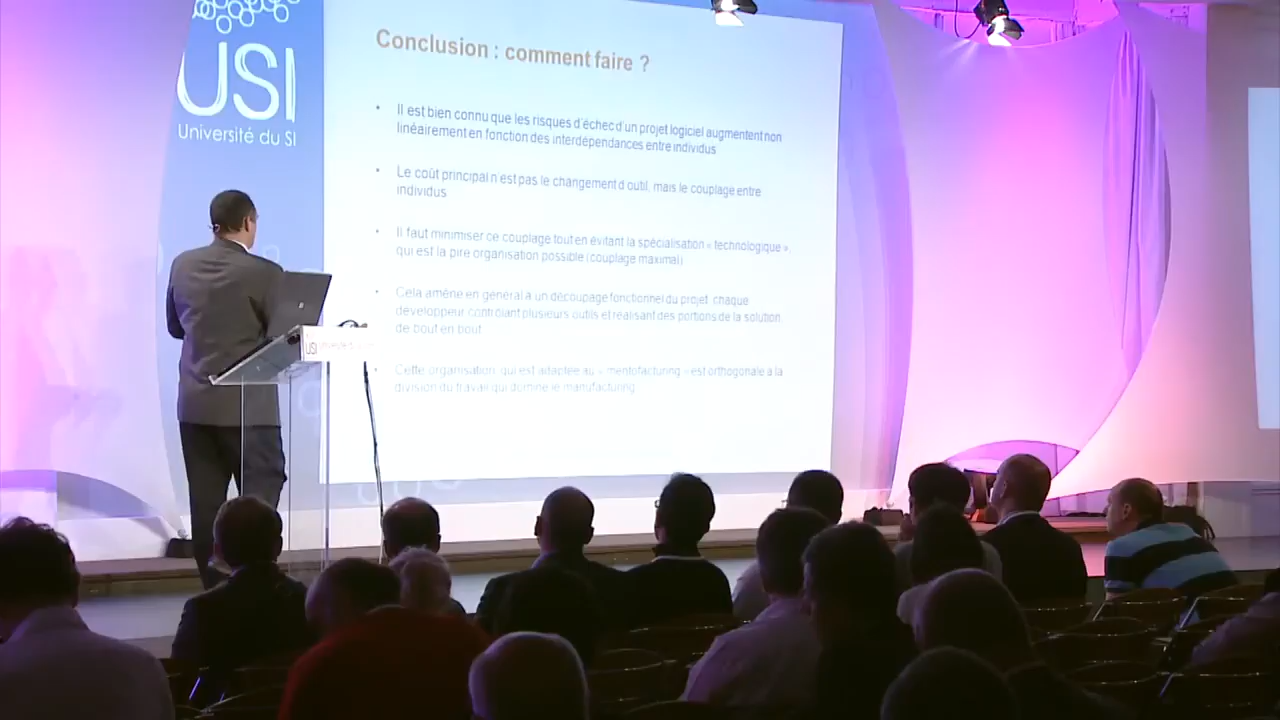 USI
Université du SI
Conclusion : comment faire ?
• Il est bien connu que les risques d'échec d'un projet logiciel augmentent non
linéairement en fonction des interdépendances entre individus
• Le coût principal n'est pas le changement d'outil, mais le couplage entre
individus
• Il faut minimiser ce couplage tout en évitant la spécialisation « technologique »,
qui est la pire organisation possible (couplage maximal)
• Cela amène en général à un découpage fonctionnel du projet, chaque
développeur contrôlant plusieurs outils et réalisant des portions de la solution,
de bout en bout
• Cette organisation, qui est adaptée au « mentofacturing » est orthogonale à la
division du travail qui domine le manufacturing
USI Université du SI